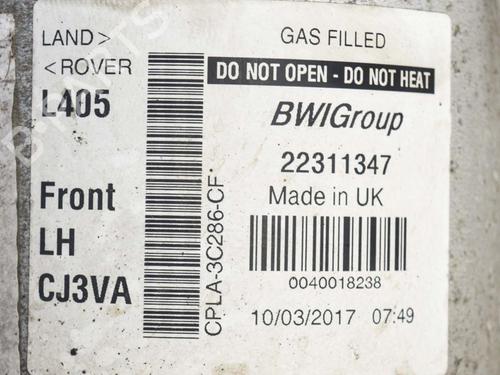 LAND>
<ROVER
L405
Front
LH
CJ3VA
CPLA-3C286-CF
GAS FILLED
DO NOT OPEN - DO NOT HEAT
BWIGroup
22311347
Made in UK
0040018238
10/03/2017 07:49